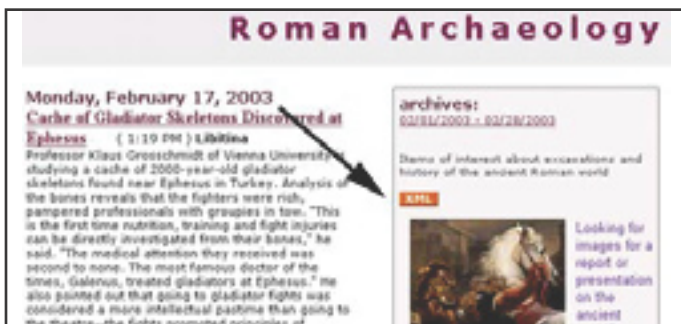 Roman Archaeology
Monday, February 17, 2003
Cache of Gladiator Skeletons Discovered at
Ephesus ( 1:19 PM ) Libitina
Professor Klaus Grosschmidt of Vienna University is
studying a cache of 2000-year-old gladiator
skeletons found near Ephesus in Turkey. Analysis of
the bones reveals that the fighters were rich,
pampered professionals with groupies in tow. "This
is the first time nutrition, training and fight injuries
can be directly investigated from their bones," he
said. "The medical attention they received was
second to none. The most famous doctor of the
times, Galenus, treated gladiators at Ephesus." He
also pointed out that going to gladiator fights was
considered a more intellectual pastime than going to
the theatre--the fights promoted principles of
archives:
02/01/2003 - 02/28/2003
Items of interest about excavations and
history of the ancient Roman world
XML
Looking for
images for a
report or
presentation
on the
ancient